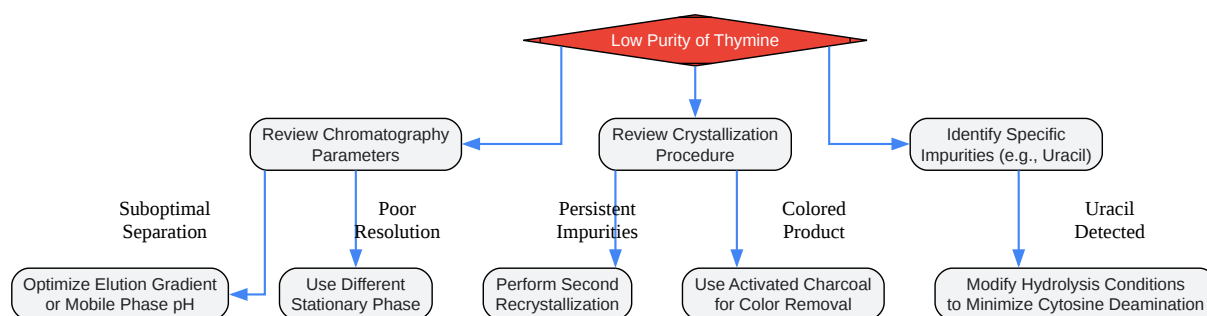 Low Purity of Thymine
Review Chromatography
Parameters
Review Crystallization
Procedure
Identify Specific
Impurities (e.g., Uracil)
Suboptimal
Separation
Poor
Resolution
Persistent
Impurities
Colored
Product
Uracil
Detected
Optimize Elution Gradient
or Mobile Phase pH
Use Different
Stationary Phase
Perform Second
Recrystallization
Use Activated Charcoal
for Color Removal
Modify Hydrolysis Conditions
to Minimize Cytosine Deamination